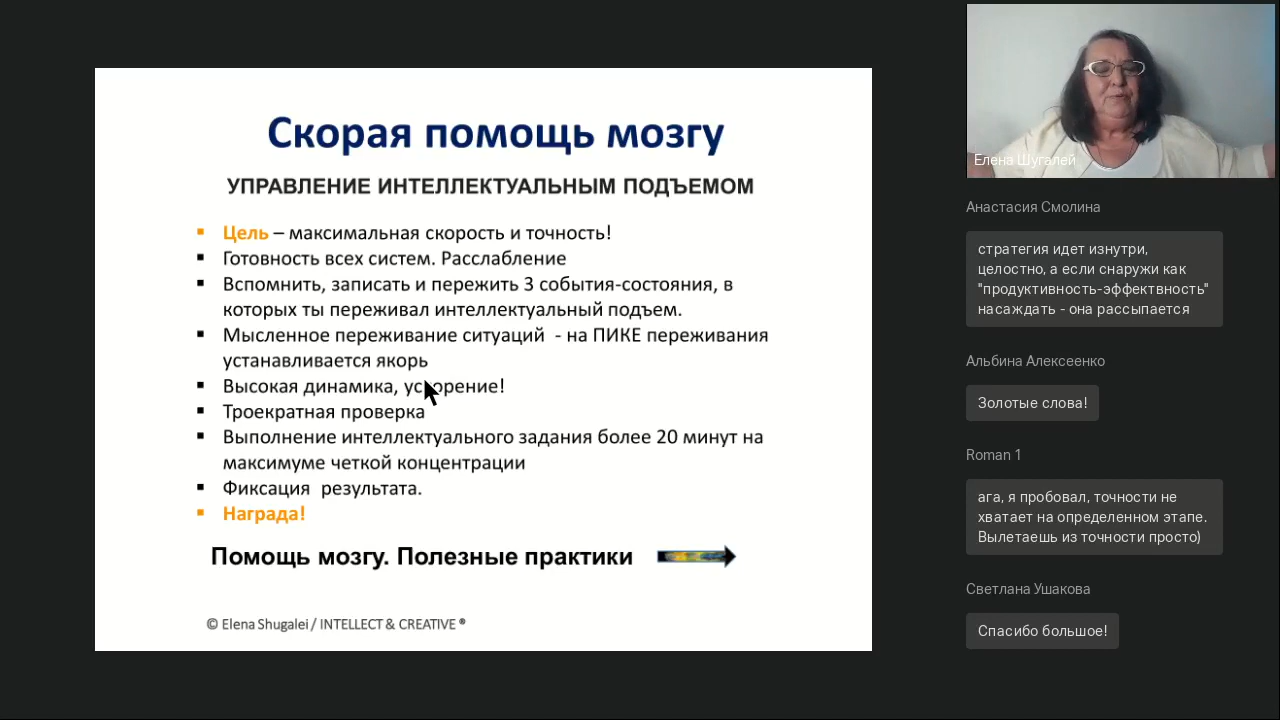 Скорая помощь мозгу
УПРАВЛЕНИЕ ИНТЕЛЛЕКТУАЛЬНЫМ ПОДЪЕМОМ
Цель – максимальная скорость и точность!
Готовность всех систем. Расслабление
Вспомнить, записать и пережить 3 события-состояния, в
которых ты переживал интеллектуальный подъем.
Мысленное переживание ситуаций - на ПИКЕ переживания
устанавливается якорь
Высокая динамика, ускорение!
Троекратная проверка
Выполнение интеллектуального задания более 20 минут на
максимуме четкой концентрации
Фиксация результата.
Награда!
Помощь мозгу. Полезные практики
© Elena Shugalei / INTELLECT & CREATIVE ®
Елена Шугалей
Анастасия Смолина
стратегия идет изнутри,
целостно, а если снаружи как
"продуктивность-эффектвность"
насаждать - она рассыпается
Альбина Алексеенко
Золотые слова!
Roman 1
ага, я пробовал, точности не
хватает на определенном этапе.
Вылетаешь из точности просто)
Светлана Ушакова
Спасибо большое!